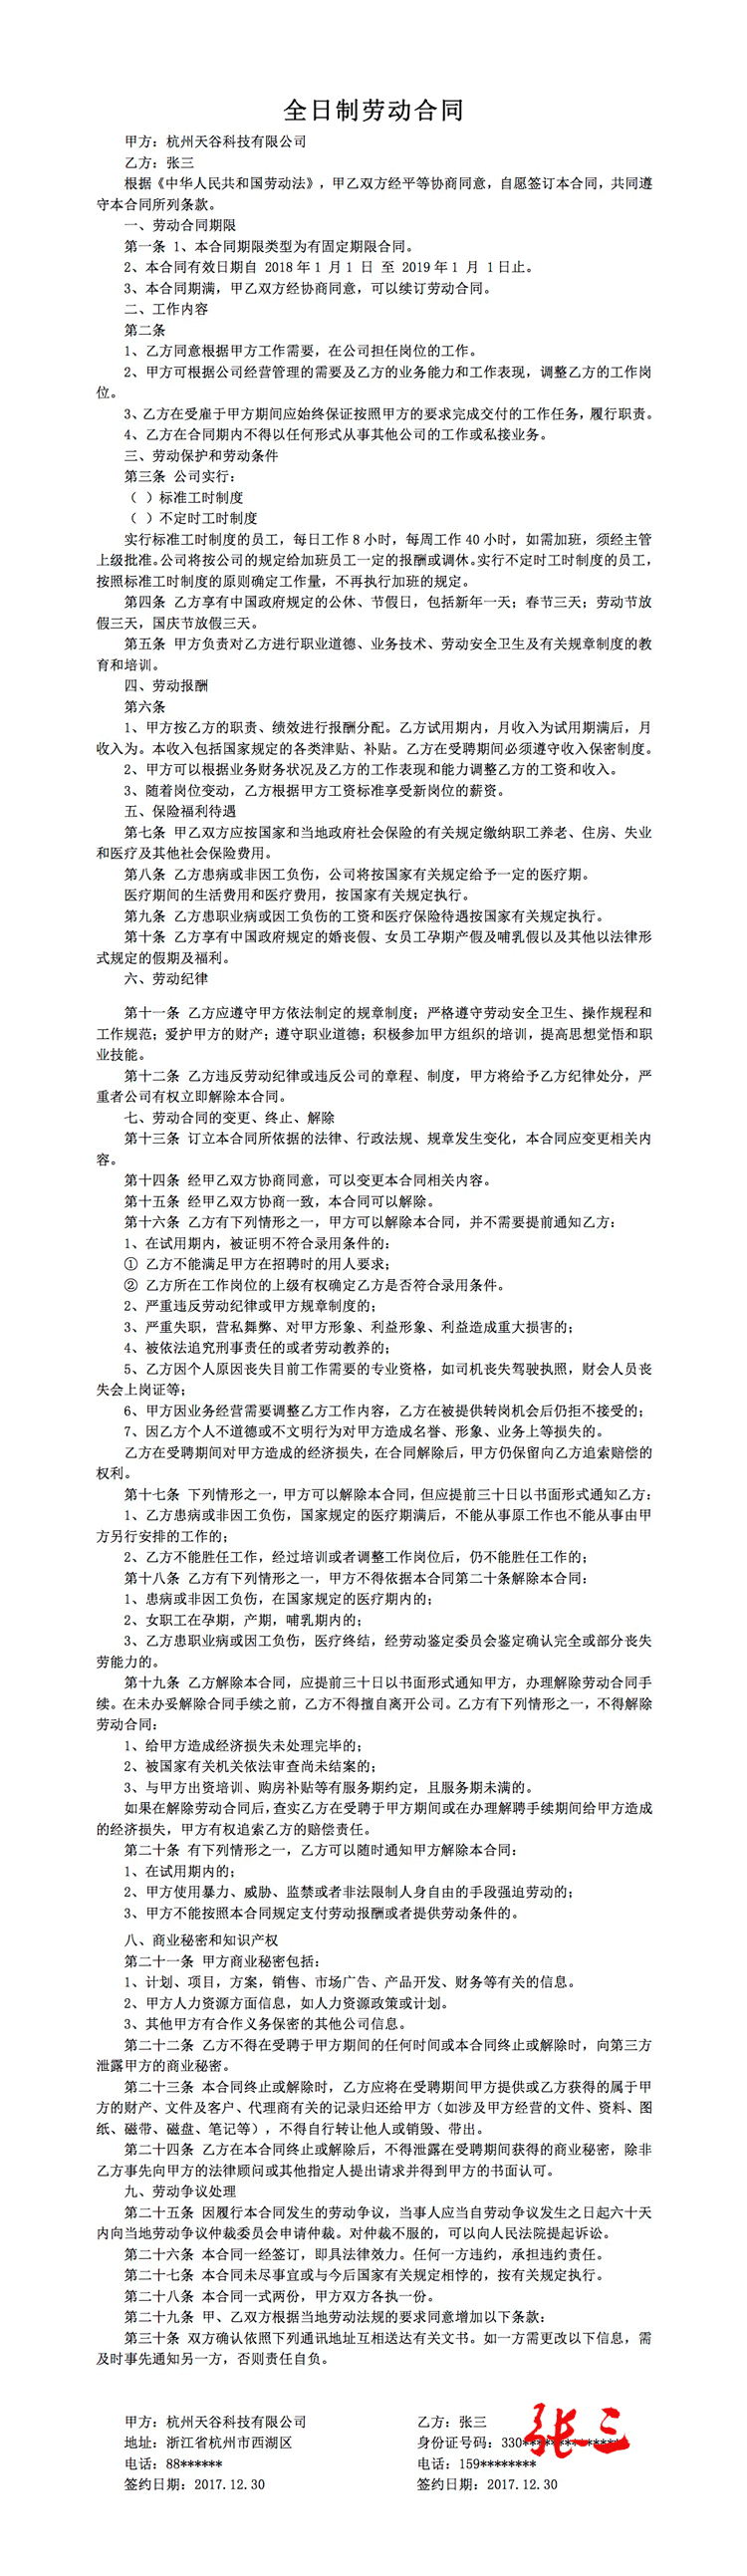 全日制劳动合同
甲方：杭州天谷科技有限公司
乙方：张三
根据《中华人民共和国劳动法》，甲乙双方经平等协商同意，自愿签订本合同，共同遵
守本合同所列条款。
一、劳动合同期限
第一条 1、本合同期限类型为有固定期限合同。
2、本合同有效日期自 2018年1月1 日 至 2019年1 月 1日止。
3、本合同期满，甲乙双方经协商同意，可以续订劳动合同。
二、工作内容
第二条
1、乙方同意根据甲方工作需要，在公司担任岗位的工作。
2、甲方可根据公司经营管理的需要及乙方的业务能力和工作表现，调整乙方的工作岗
位。
3、乙方在受雇于甲方期间应始终保证按照甲方的要求完成交付的工作任务，履行职责。
4、乙方在合同期内不得以任何形式从事其他公司的工作或私接业务。
三、劳动保护和劳动条件
第三条 公司实行：
（ ）标准工时制度
（ ）不定时工时制度
实行标准工时制度的员工，每日工作8小时，每周工作40小时，如需加班，须经主管
上级批准。公司将按公司的规定给加班员工一定的报酬或调休。实行不定时工时制度的员工，
按照标准工时制度的原则确定工作量，不再执行加班的规定。
第四条 乙方享有中国政府规定的公休、节假日，包括新年一天；春节三天；劳动节放
假三天，国庆节放假三天。
第五条 甲方负责对乙方进行职业道德、业务技术、劳动安全卫生及有关规章制度的教
育和培训。
四、劳动报酬
第六条
1、甲方按乙方的职责、绩效进行报酬分配。乙方试用期内，月收入为试用期满后，月
收入为。本收入包括国家规定的各类津贴、补贴。乙方在受聘期间必须遵守收入保密制度。
2、甲方可以根据业务财务状况及乙方的工作表现和能力调整乙方的工资和收入。
3、随着岗位变动，乙方根据甲方工资标准享受新岗位的薪资。
五、保险福利待遇
第七条 甲乙双方应按国家和当地政府社会保险的有关规定缴纳职工养老、住房、失业
和医疗及其他社会保险费用。
第八条 乙方患病或非因工负伤，公司将按国家有关规定给予一定的医疗期。
医疗期间的生活费用和医疗费用，按国家有关规定执行。
第九条 乙方患职业病或因工负伤的工资和医疗保险待遇按国家有关规定执行。
第十条 乙方享有中国政府规定的婚丧假、女员工孕期产假及哺乳假以及其他以法律形
式规定的假期及福利。
六、劳动纪律
第十一条 乙方应遵守甲方依法制定的规章制度；严格遵守劳动安全卫生、操作规程和
工作规范；爱护甲方的财产；遵守职业道德；积极参加甲方组织的培训，提高思想觉悟和职
业技能。
第十二条 乙方违反劳动纪律或违反公司的章程、制度，甲方将给予乙方纪律处分，严
重者公司有权立即解除本合同。
七、劳动合同的变更、终止、解除
第十三条 订立本合同所依据的法律、行政法规、规章发生变化，本合同应变更相关内
容。
第十四条 经甲乙双方协商同意，可以变更本合同相关内容。
第十五条 经甲乙双方协商一致，本合同可以解除。
第十六条 乙方有下列情形之一，甲方可以解除本合同，并不需要提前通知乙方：
1、在试用期内，被证明不符合录用条件的：
① 乙方不能满足甲方在招聘时的用人要求；
② 乙方所在工作岗位的上级有权确定乙方是否符合录用条件。
2、严重违反劳动纪律或甲方规章制度的；
3、严重失职，营私舞弊、对甲方形象、利益形象、利益造成重大损害的；
4、被依法追究刑事责任的或者劳动教养的；
5、乙方因个人原因丧失目前工作需要的专业资格，如司机丧失驾驶执照，财会人员丧
失会上岗证等；
6、甲方因业务经营需要调整乙方工作内容，乙方在被提供转岗机会后仍拒不接受的；
7、因乙方个人不道德或不文明行为对甲方造成名誉、形象、业务上等损失的。
乙方在受聘期间对甲方造成的经济损失，在合同解除后，甲方仍保留向乙方追索赔偿的
权利。
第十七条 下列情形之一，甲方可以解除本合同，但应提前三十日以书面形式通知乙方：
1、乙方患病或非因工负伤，国家规定的医疗期满后，不能从事原工作也不能从事由甲
方另行安排的工作的；
2、乙方不能胜任工作，经过培训或者调整工作岗位后，仍不能胜任工作的；
第十八条 乙方有下列情形之一，甲方不得依据本合同第二十条解除本合同：
1、患病或非因工负伤，在国家规定的医疗期内的；
2、女职工在孕期，产期，哺乳期内的；
3、乙方患职业病或因工负伤，医疗终结，经劳动鉴定委员会鉴定确认完全或部分丧失
劳能力的。
第十九条 乙方解除本合同，应提前三十日以书面形式通知甲方，办理解除劳动合同手
续。在未办妥解除合同手续之前，乙方不得擅自离开公司。乙方有下列情形之一，不得解除
劳动合同：
1、给甲方造成经济损失未处理完毕的；
2、被国家有关机关依法审查尚未结案的；
3、与甲方出资培训、购房补贴等有服务期约定，且服务期未满的。
如果在解除劳动合同后，查实乙方在受聘于甲方期间或在办理解聘手续期间给甲方造成
的经济损失，甲方有权追索乙方的赔偿责任。
第二十条 有下列情形之一，乙方可以随时通知甲方解除本合同：
1、在试用期内的；
2、甲方使用暴力、威胁、监禁或者非法限制人身自由的手段强迫劳动的；
3、甲方不能按照本合同规定支付劳动报酬或者提供劳动条件的。
八、商业秘密和知识产权
第二十一条 甲方商业秘密包括：
1、计划、项目，方案，销售、市场广告、产品开发、财务等有关的信息。
2、甲方人力资源方面信息，如人力资源政策或计划。
3、其他甲方有合作义务保密的其他公司信息。
第二十二条 乙方不得在受聘于甲方期间的任何时间或本合同终止或解除时，向第三方
泄露甲方的商业秘密。
第二十三条 本合同终止或解除时，乙方应将在受聘期间甲方提供或乙方获得的属于甲
方的财产、文件及客户、代理商有关的记录归还给甲方（如涉及甲方经营的文件、资料、图
纸、磁带、磁盘、笔记等），不得自行转让他人或销毁、带出。
第二十四条 乙方在本合同终止或解除后，不得泄露在受聘期间获得的商业秘密，除非
乙方事先向甲方的法律顾问或其他指定人提出请求并得到甲方的书面认可。
九、劳动争议处理
第二十五条 因履行本合同发生的劳动争议，当事人应当自劳动争议发生之日起六十天
内向当地劳动争议仲裁委员会申请仲裁。对仲裁不服的，可以向人民法院提起诉讼。
第二十六条 本合同一经签订，即具法律效力。任何一方违约，承担违约责任。
第二十七条 本合同未尽事宜或与今后国家有关规定相悖的，按有关规定执行。
第二十八条 本合同一式两份，甲方双方各执一份。
第二十九条 甲、乙双方根据当地劳动法规的要求同意增加以下条款：
第三十条 双方确认依照下列通讯地址互相送达有关文书。如一方需更改以下信息，需
及时事先通知另一方，否则责任自负。
甲方：杭州天谷科技有限公司 乙方：张三 张三
地址：浙江省杭州市西湖区 身份证号码：330***************
电话：88****** 电话：159********
签约日期：2017.12.30 签约日期：2017.12.30